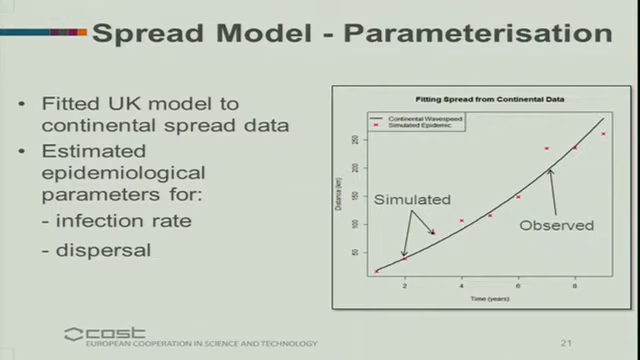 Spread Model - Parameterisation
• Fitted UK model to
continental spread data
• Estimated
epidemiological
parameters for:
- infection rate
- dispersal
Fitting Spread from Continental Data
Continental Wavespeed
Simulated Epidemic
Simulated
Observed
Distance (km)
50
100
150
200
250
2
4
6
8
Time (years)
cost
EUROPEAN COOPERATION IN SCIENCE AND TECHNOLOGY
21